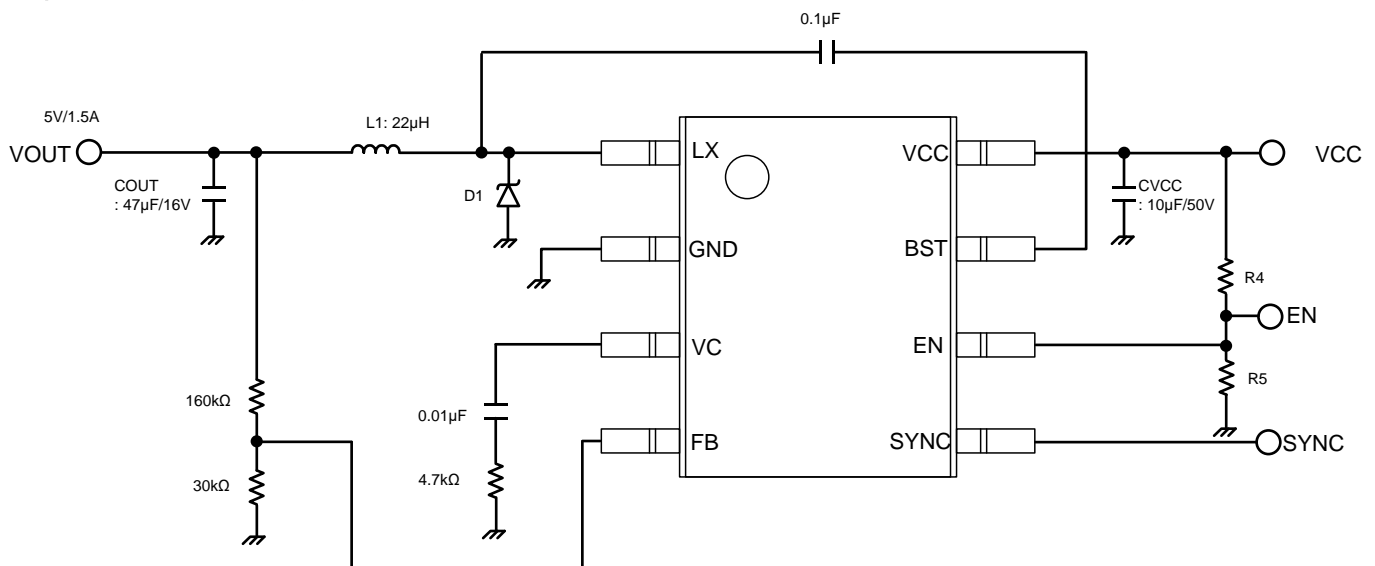 0.1µF
5V/1.5A
L1: 22µH
VOUT
LX
VCC
VCC
COUT
: 47µF/16V
D1
CVCC
: 10µF/50V
GND
BST
R4
EN
VC
EN
R5
160kΩ
0.01µF
FB
SYNC
SYNC
30kΩ
4.7kΩ